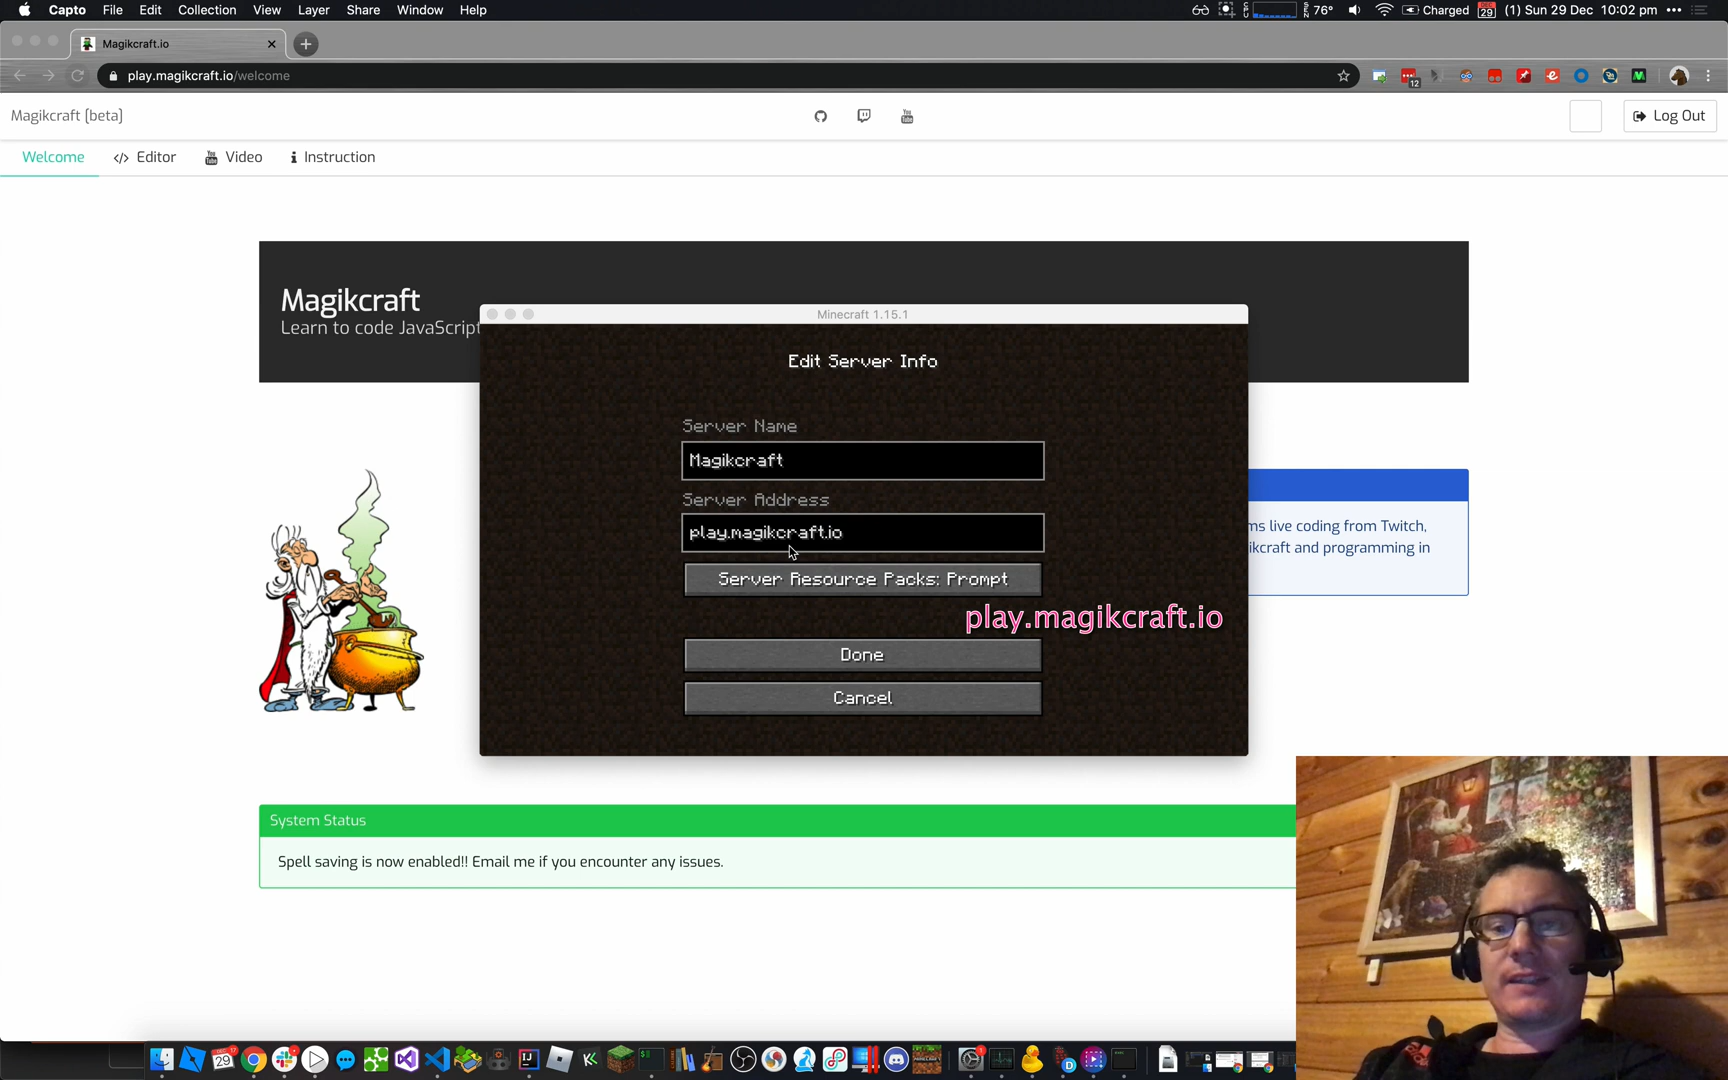 Capto File Edit Collection View Layer Share Window Help
76° Charged (1) Sun 29 Dec 10:02 pm
Magikcraft.io
play.magikcraft.io/welcome
12
Magikcraft [beta]
Log Out
Welcome </> Editor Video Instruction
Magikcraft
Learn to code JavaScript
Minecraft 1.15.1
Edit Server Info
Server Name
Magikcraft
Server Address
play.magikcraft.io
Server Resource Packs: Prompt
play.magikcraft.io
Done
Cancel
ms live coding from Twitch,
ikcraft and programming in
System Status
Spell saving is now enabled!! Email me if you encounter any issues.